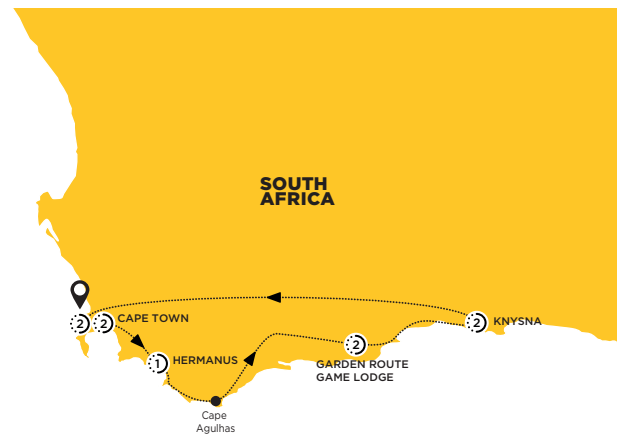 SOUTH
AFRICA
2
2
CAPE TOWN
1
HERMANUS
Cape
Agulhas
2
GARDEN ROUTE
GAME LODGE
2
KNYSNA